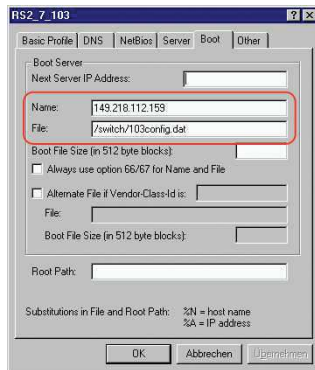 RS2_7_103
Basic Profile DNS NetBios Server Boot Other
Boot Server
Next Server IP Address:
Name: 149.218.112.159
File: /switch/103config.dat
Boot File Size (in 512 byte blocks):
Always use option 66/67 for Name and File
Alternate File if Vendor-Class-Id is:
File:
Boot File Size (in 512 byte blocks):
Root Path:
Substitutions in File and Root Path: %N = host name
%A = IP address
OK Abbrechen Übernehmen